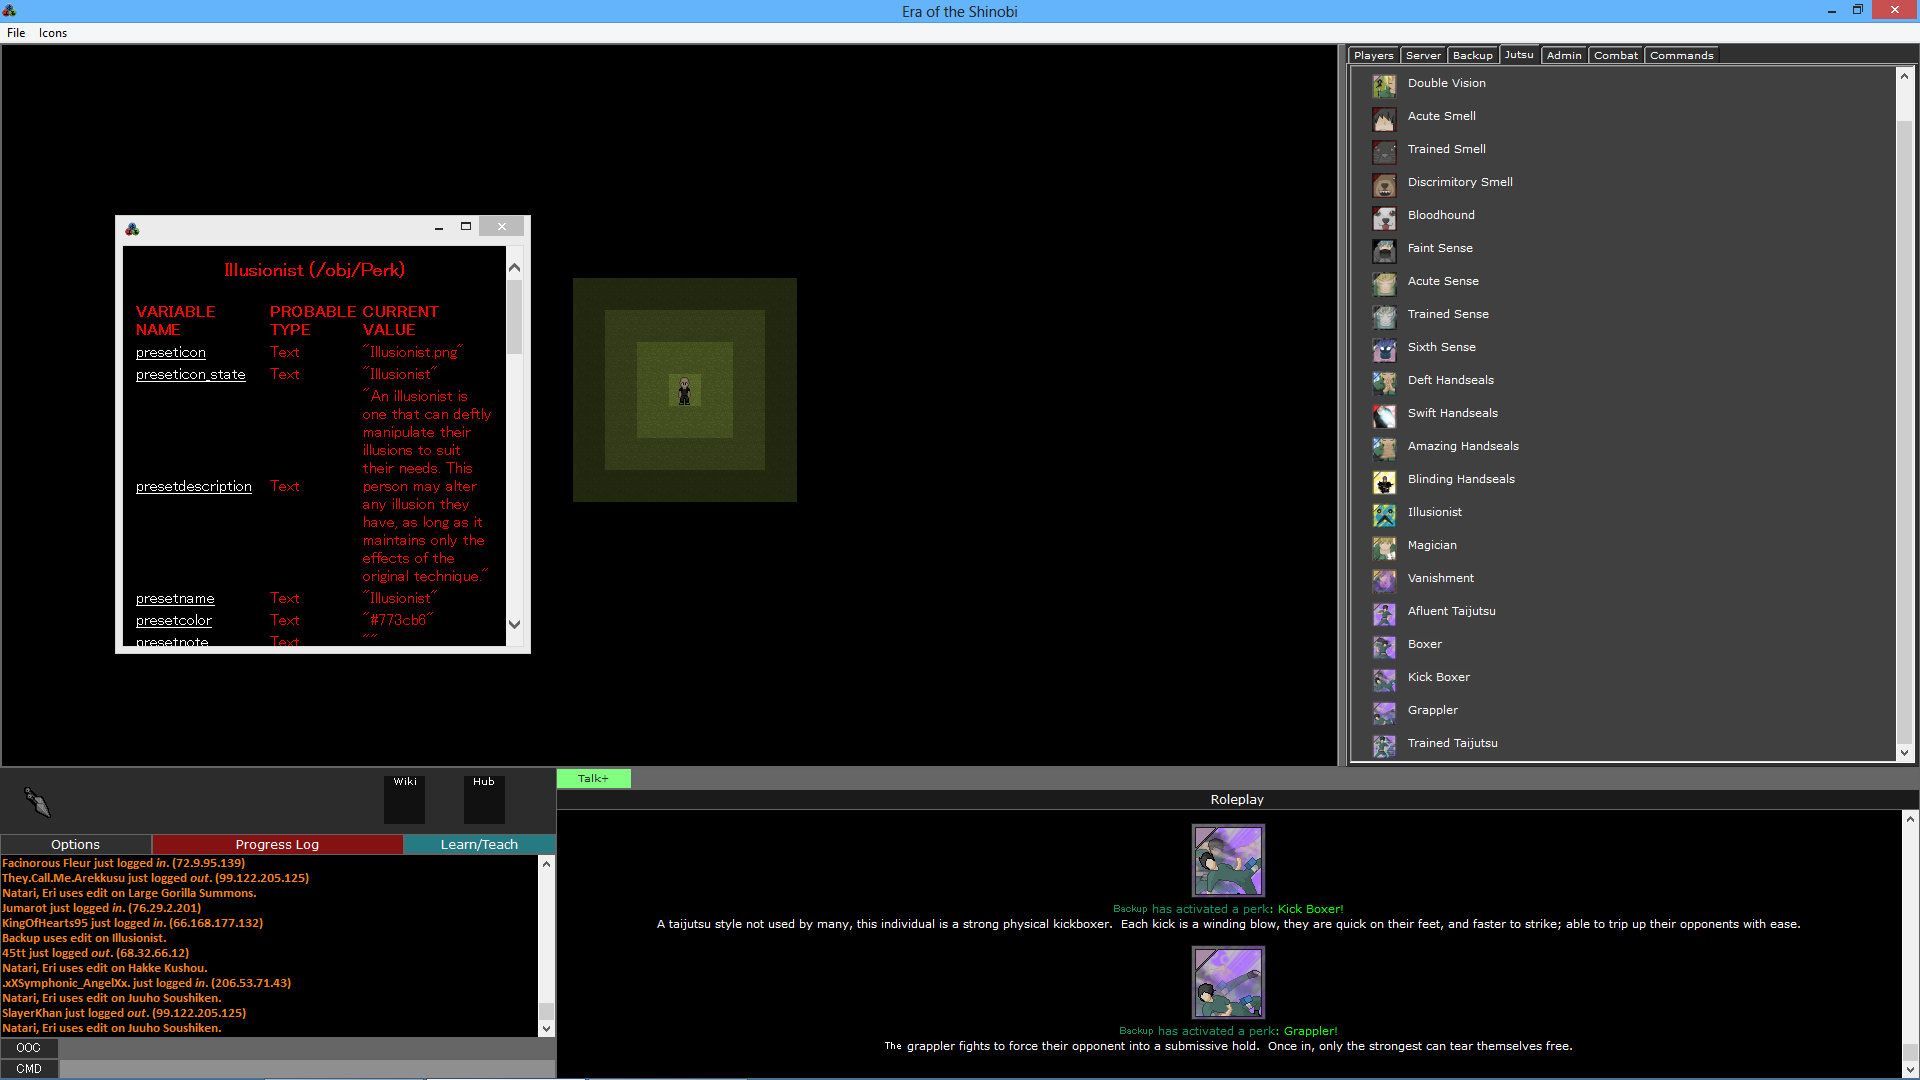 Era of the Shinobi
File Icons
Players Server Backup Jutsu Admin Combat Commands
Double Vision
Acute Smell
Trained Smell
Discrimitory Smell
Bloodhound
Faint Sense
Acute Sense
Trained Sense
Sixth Sense
Deft Handseals
Swift Handseals
Amazing Handseals
Blinding Handseals
Illusionist
Magician
Vanishment
Afluent Taijutsu
Boxer
Kick Boxer
Grappler
Trained Taijutsu
Illusionist (/obj/Perk)
VARIABLE PROBABLE CURRENT
NAME TYPE VALUE
preseticon Text "Illusionist.png"
preseticon_state Text "Illusionist"
"An illusionist is
one that can deftly
manipulate their
illusions to suit
their needs. This
presetdescription Text person may alter
any illusion they
have, as long as it
maintains only the
effects of the
original technique."
presetname Text "Illusionist"
presetcolor Text "#773cb6"
presetnote Text ""
Wiki Hub
Options Progress Log Learn/Teach
Facinorous Fleur just logged in. (72.9.95.139)
They.Call.Me.Arekkusu just logged out. (99.122.205.125)
Natari, Eri uses edit on Large Gorilla Summons.
Jumarot just logged in. (76.29.2.201)
KingOfHearts95 just logged in. (66.168.177.132)
Backup uses edit on Illusionist.
45tt just logged out. (68.32.66.12)
Natari, Eri uses edit on Hakke Kushou.
.xXSymphonic_AngelXx. just logged in. (206.53.71.43)
Natari, Eri uses edit on Juuho Soushiken.
SlayerKhan just logged out. (99.122.205.125)
Natari, Eri uses edit on Juuho Soushiken.
OOC
CMD
Talk+
Roleplay
Backup has activated a perk: Kick Boxer!
A taijutsu style not used by many, this individual is a strong physical kickboxer. Each kick is a winding blow, they are quick on their feet, and faster to strike; able to trip up their opponents with ease.
Backup has activated a perk: Grappler!
The grappler fights to force their opponent into a submissive hold. Once in, only the strongest can tear themselves free.